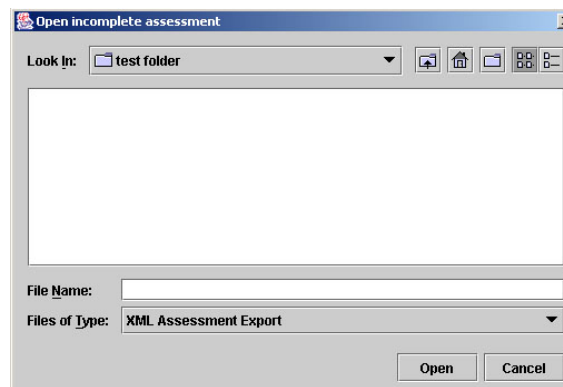 Open incomplete assessment
Look In: test folder
File Name:
Files of Type: XML Assessment Export
Open Cancel